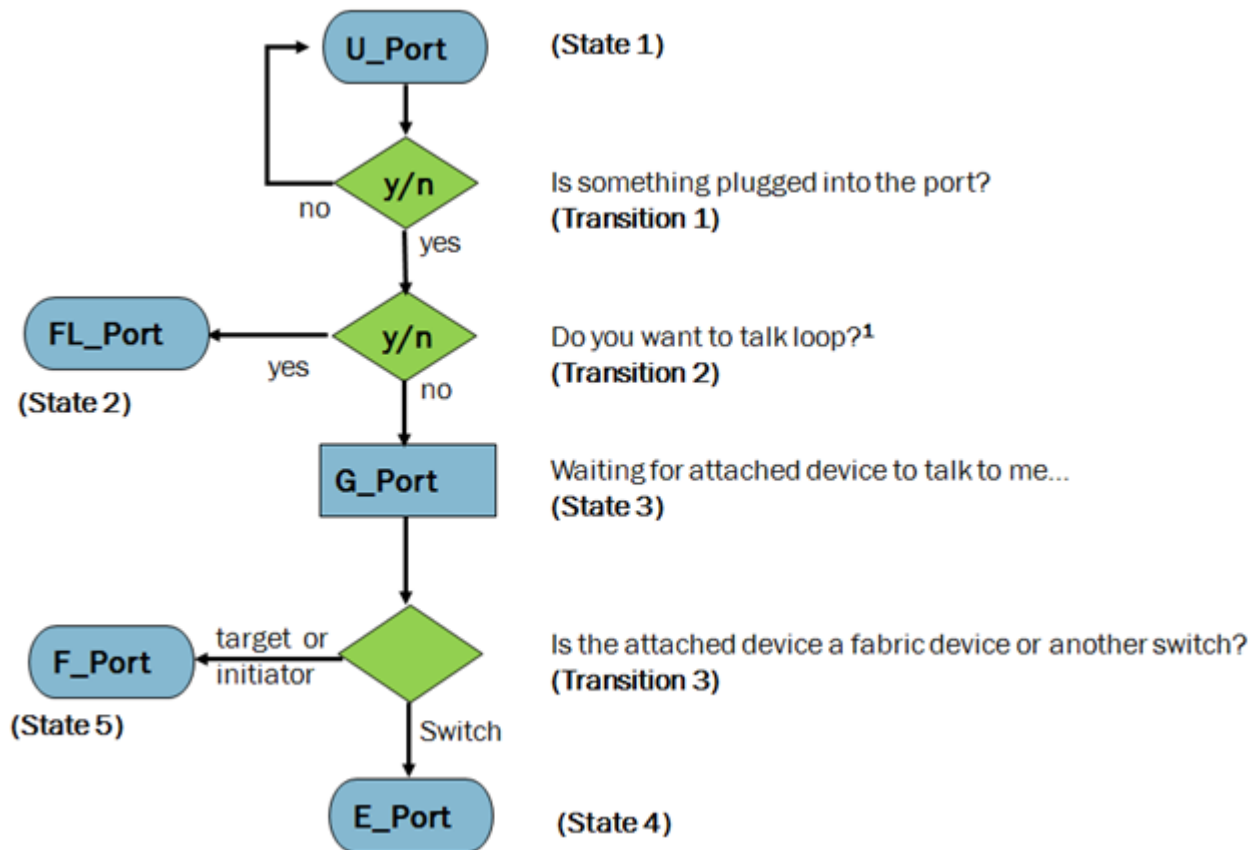 U_Port
(State 1)
y/n
no
yes
Is something plugged into the port?
(Transition 1)
FL_Port
(State 2)
yes
y/n
no
Do you want to talk loop?¹
(Transition 2)
G_Port
Waiting for attached device to talk to me...
(State 3)
F_Port
(State 5)
target or
initiator
Switch
Is the attached device a fabric device or another switch?
(Transition 3)
E_Port
(State 4)